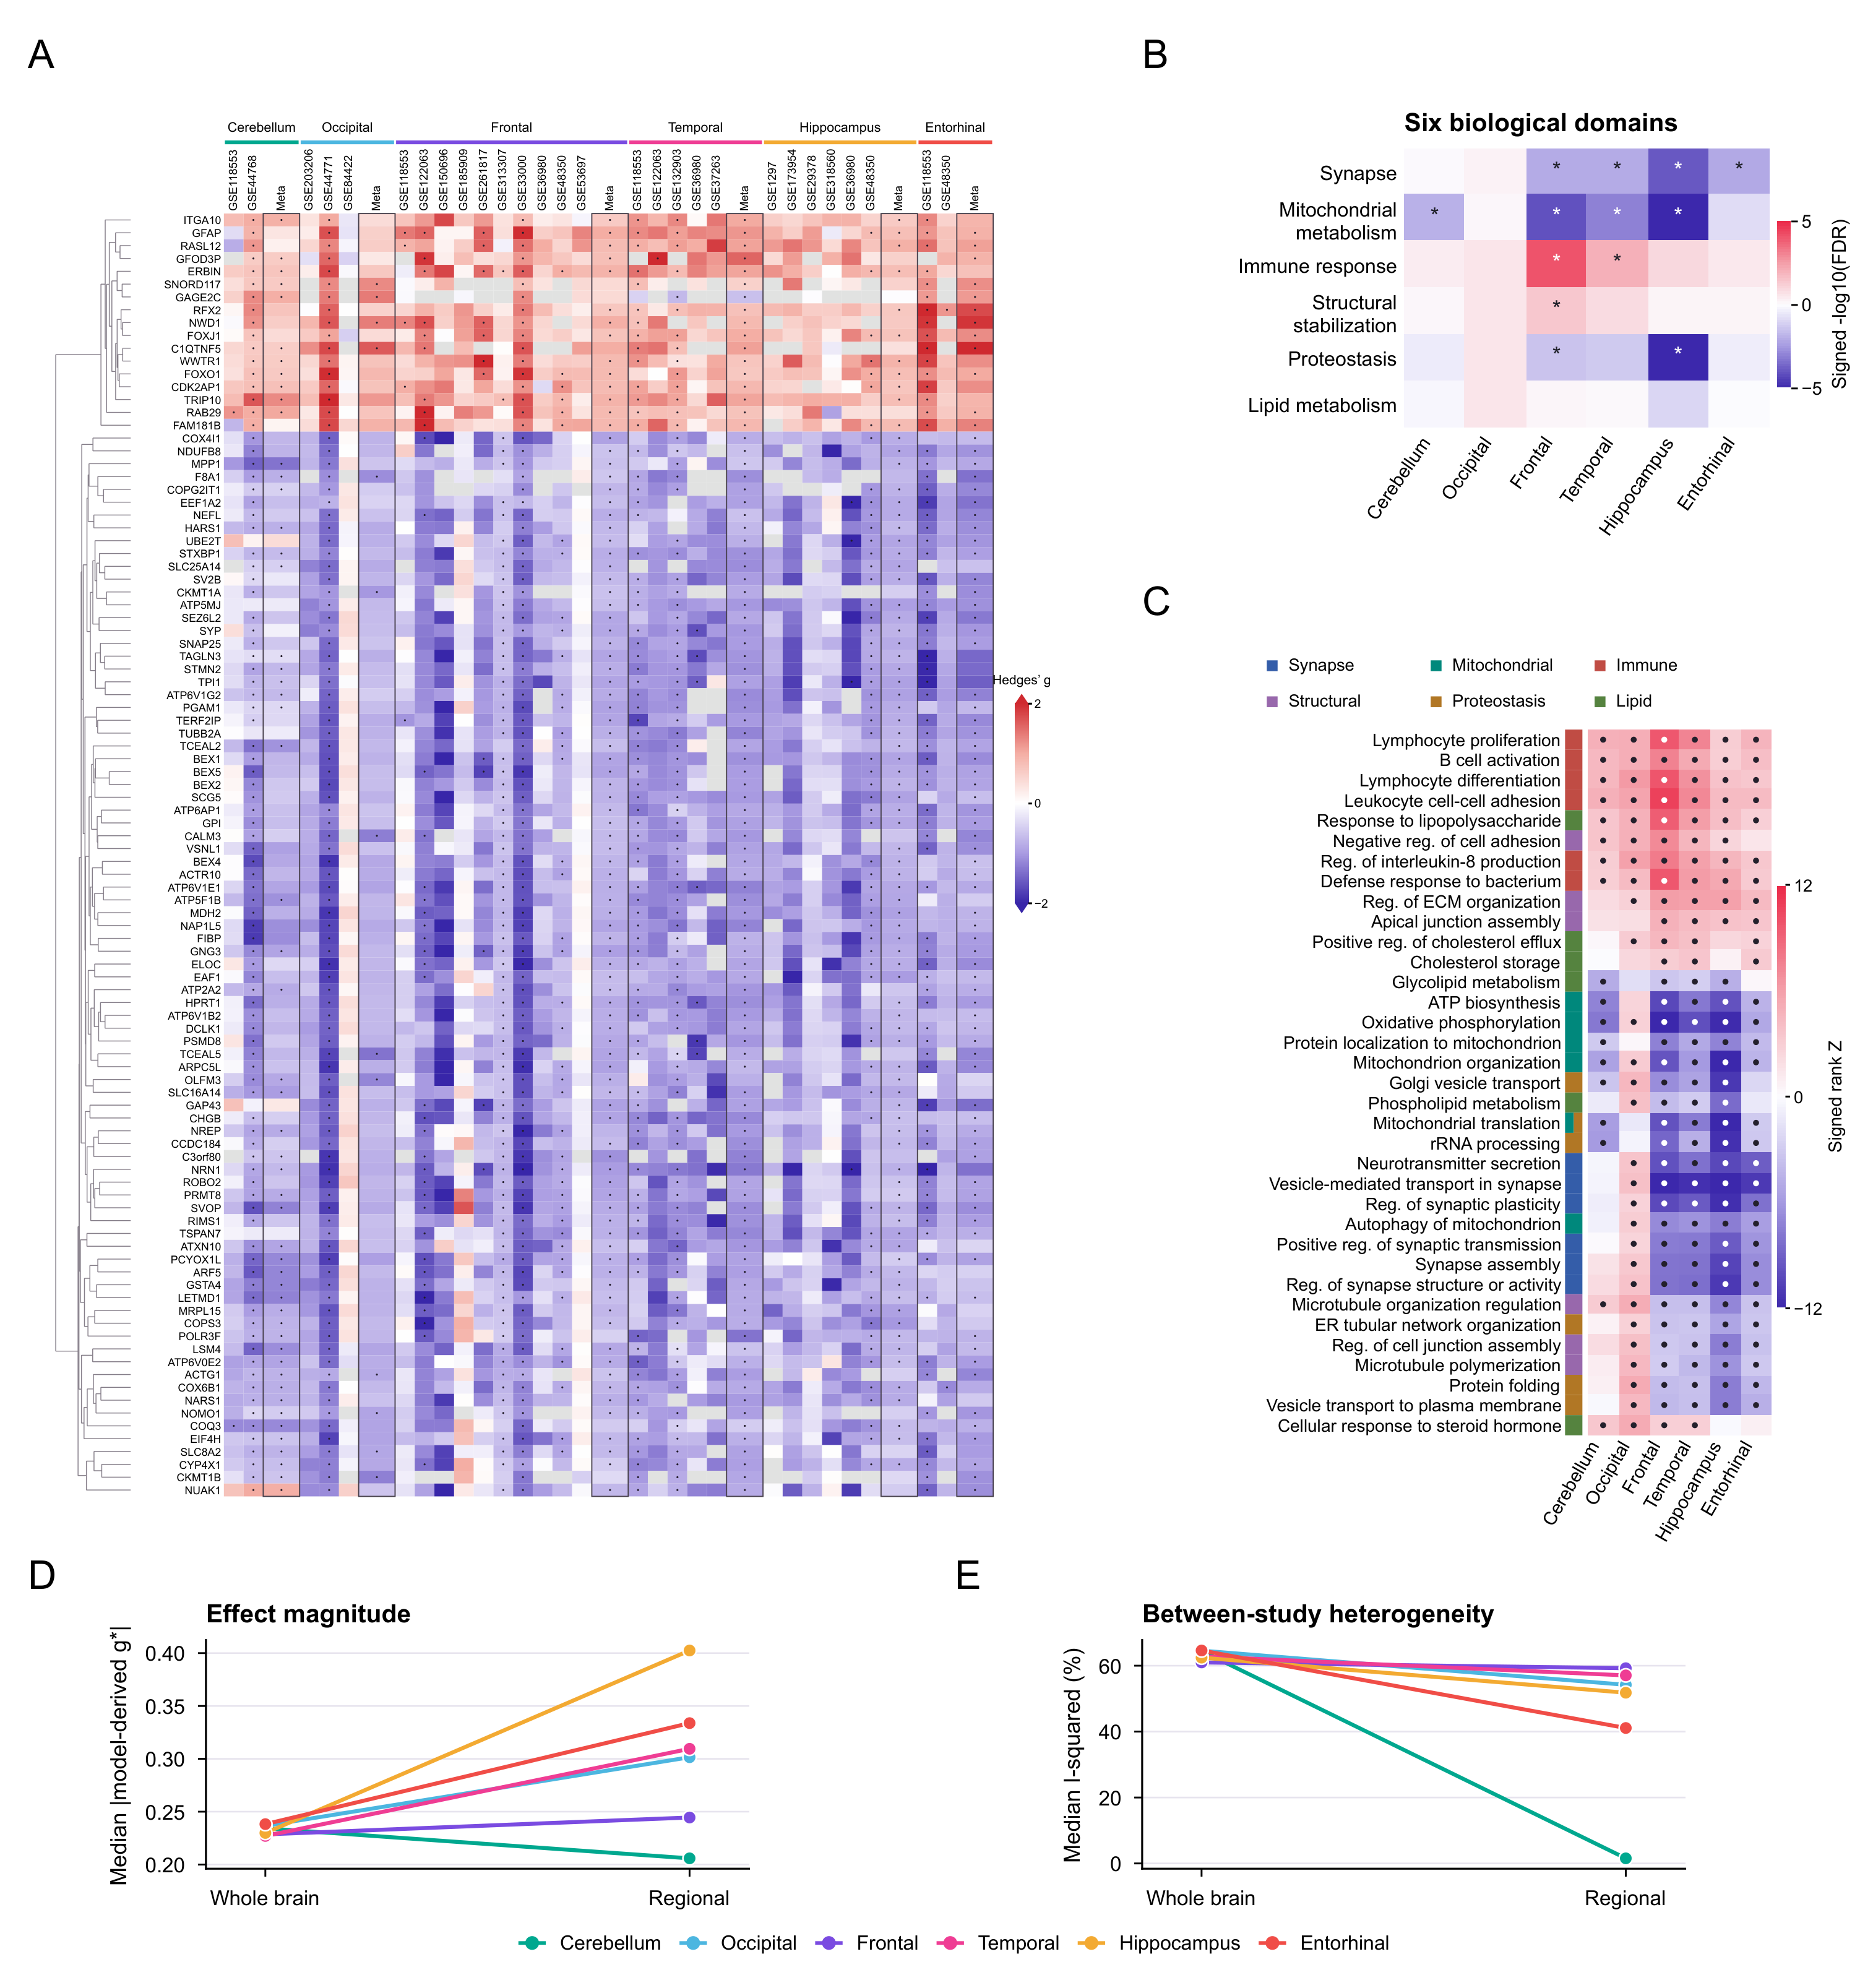 A
Cerebellum
Occipital
Frontal
Temporal
Hippocampus
Entorhinal
GSE118553
GSE44768
Meta
GSE203206
GSE44771
GSE84422
Meta
GSE118553
GSE122063
GSE150696
GSE185909
GSE261817
GSE313307
GSE33000
GSE36980
GSE48350
GSE53697
Meta
GSE118553
GSE122063
GSE132903
GSE36980
GSE37263
Meta
GSE1297
GSE173954
GSE29378
GSE318560
GSE36980
GSE48350
Meta
GSE118553
GSE48350
Meta
ITGA10
GFAP
RASL12
GFOD3P
ERBIN
SNORD117
GAGE2C
RFX2
NWD1
FOXJ1
C1QTNF5
WWTR1
FOXO1
CDK2AP1
TRIP10
RAB29
FAM181B
COX4I1
NDUFB8
MPP1
F8A1
COPG2IT1
EEF1A2
NEFL
HARS1
UBE2T
STXBP1
SLC25A14
SV2B
CKMT1A
ATP5MJ
SEZ6L2
SYP
SNAP25
TAGLN3
STMN2
TPI1
ATP6V1G2
PGAM1
TERF2IP
TUBB2A
TCEAL2
BEX1
BEX5
BEX2
SCG5
ATP6AP1
GPI
CALM3
VSNL1
BEX4
ACTR10
ATP6V1E1
ATP5F1B
MDH2
NAP1L5
FIBP
GNG3
ELOC
EAF1
ATP2A2
HPRT1
ATP6V1B2
DCLK1
PSMD8
TCEAL5
ARPC5L
OLFM3
SLC16A14
GAP43
CHGB
NREP
CCDC184
C3orf80
NRN1
ROBO2
PRMT8
SVOP
RIMS1
TSPAN7
ATXN10
PCYOX1L
ARF5
GSTA4
LETMD1
MRPL15
COPS3
POLR3F
LSM4
ATP6V0E2
ACTG1
COX6B1
NARS1
NOMO1
COQ3
EIF4H
SLC8A2
CYP4X1
CKMT1B
NUAK1
Hedges' g
2
0
−2
B
Six biological domains
Synapse
Mitochondrial
metabolism
Immune response
Structural
stabilization
Proteostasis
Lipid metabolism
Cerebellum
Occipital
Frontal
Temporal
Hippocampus
Entorhinal
5
0
−5
Signed -log10(FDR)
C
Synapse
Mitochondrial
Immune
Structural
Proteostasis
Lipid
Lymphocyte proliferation
B cell activation
Lymphocyte differentiation
Leukocyte cell-cell adhesion
Response to lipopolysaccharide
Negative reg. of cell adhesion
Reg. of interleukin-8 production
Defense response to bacterium
Reg. of ECM organization
Apical junction assembly
Positive reg. of cholesterol efflux
Cholesterol storage
Glycolipid metabolism
ATP biosynthesis
Oxidative phosphorylation
Protein localization to mitochondrion
Mitochondrion organization
Golgi vesicle transport
Phospholipid metabolism
Mitochondrial translation
rRNA processing
Neurotransmitter secretion
Vesicle-mediated transport in synapse
Reg. of synaptic plasticity
Autophagy of mitochondrion
Positive reg. of synaptic transmission
Synapse assembly
Reg. of synapse structure or activity
Microtubule organization regulation
ER tubular network organization
Reg. of cell junction assembly
Microtubule polymerization
Protein folding
Vesicle transport to plasma membrane
Cellular response to steroid hormone
Cerebellum
Occipital
Frontal
Temporal
Hippocampus
Entorhinal
12
0
−12
Signed rank Z
D
Effect magnitude
Median |model-derived g*|
0.40
0.35
0.30
0.25
0.20
Whole brain
Regional
E
Between-study heterogeneity
Median I-squared (%)
60
40
20
0
Whole brain
Regional
Cerebellum
Occipital
Frontal
Temporal
Hippocampus
Entorhinal